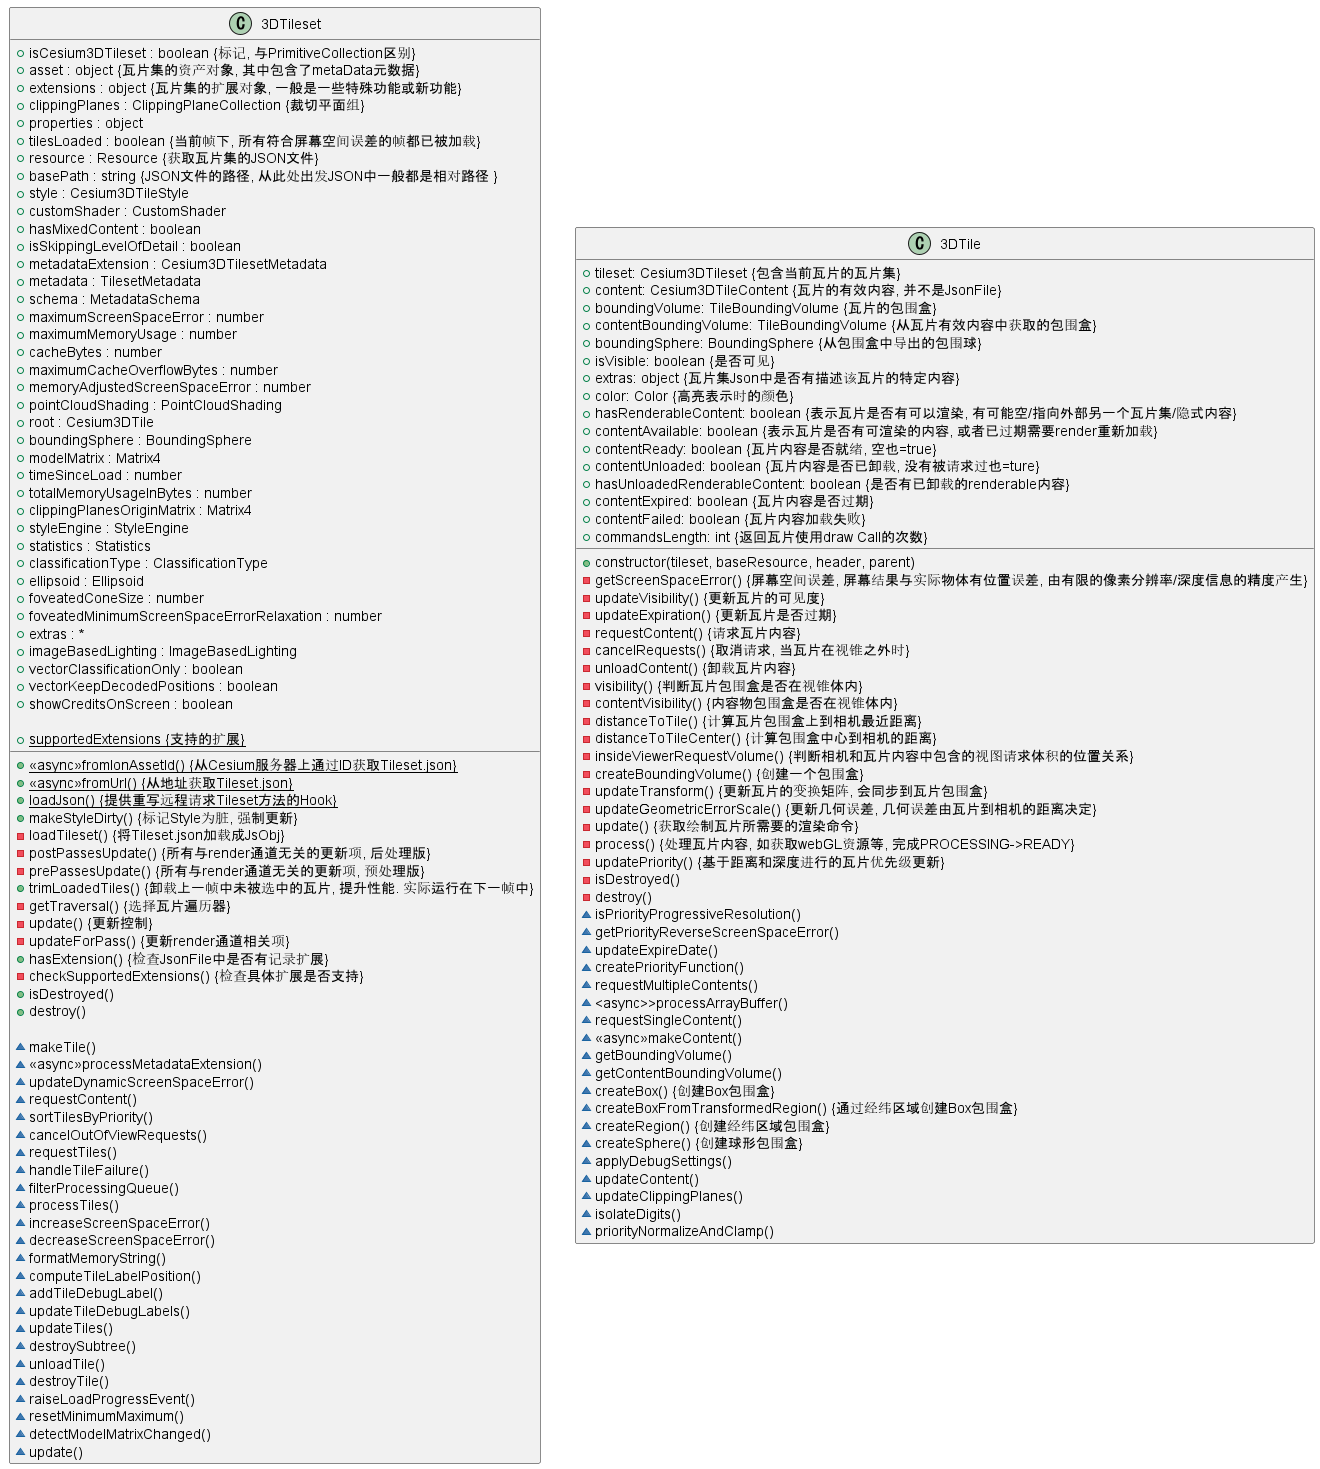 C 3DTileset
isCesium3DTileset : boolean {标记, 与PrimitiveCollection区别}
asset : object {瓦片集的资产对象, 其中包含了metaData元数据}
extensions : object {瓦片集的扩展对象, 一般是一些特殊功能或新功能}
clippingPlanes : ClippingPlaneCollection {裁切平面组}
properties : object
tilesLoaded : boolean {当前帧下, 所有符合屏幕空间误差的帧都已被加载}
resource : Resource {获取瓦片集的JSON文件}
basePath : string {JSON文件的路径, 从此处出发JSON中一般都是相对路径 }
style : Cesium3DTileStyle
customShader : CustomShader
hasMixedContent : boolean
isSkippingLevelOfDetail : boolean
metadataExtension : Cesium3DTilesetMetadata
metadata : TilesetMetadata
schema : MetadataSchema
maximumScreenSpaceError : number
maximumMemoryUsage : number
cacheBytes : number
maximumCacheOverflowBytes : number
memoryAdjustedScreenSpaceError : number
pointCloudShading : PointCloudShading
root : Cesium3DTile
boundingSphere : BoundingSphere
modelMatrix : Matrix4
timeSinceLoad : number
totalMemoryUsageInBytes : number
clippingPlanesOriginMatrix : Matrix4
styleEngine : StyleEngine
statistics : Statistics
classificationType : ClassificationType
ellipsoid : Ellipsoid
foveatedConeSize : number
foveatedMinimumScreenSpaceErrorRelaxation : number
extras : *
imageBasedLighting : ImageBasedLighting
vectorClassificationOnly : boolean
vectorKeepDecodedPositions : boolean
showCreditsOnScreen : boolean
supportedExtensions {支持的扩展}
«async»fromIonAssetId() {从Cesium服务器上通过ID获取Tileset.json}
«async»fromUrl() {从地址获取Tileset.json}
loadJson() {提供重写远程请求Tileset方法的Hook}
makeStyleDirty() {标记Style为脏, 强制更新}
loadTileset() {将Tileset.json加载成JsObj}
postPassesUpdate() {所有与render通道无关的更新项, 后处理版}
prePassesUpdate() {所有与render通道无关的更新项, 预处理版}
trimLoadedTiles() {卸载上一帧中未被选中的瓦片, 提升性能. 实际运行在下一帧中}
getTraversal() {选择瓦片遍历器}
update() {更新控制}
updateForPass() {更新render通道相关项}
hasExtension() {检查JsonFile中是否有记录扩展}
checkSupportedExtensions() {检查具体扩展是否支持}
isDestroyed()
destroy()
makeTile()
«async»processMetadataExtension()
updateDynamicScreenSpaceError()
requestContent()
sortTilesByPriority()
cancelOutOfViewRequests()
requestTiles()
handleTileFailure()
filterProcessingQueue()
processTiles()
increaseScreenSpaceError()
decreaseScreenSpaceError()
formatMemoryString()
computeTileLabelPosition()
addTileDebugLabel()
updateTileDebugLabels()
updateTiles()
destroySubtree()
unloadTile()
destroyTile()
raiseLoadProgressEvent()
resetMinimumMaximum()
detectModelMatrixChanged()
update()
C 3DTile
tileset: Cesium3DTileset {包含当前瓦片的瓦片集}
content: Cesium3DTileContent {瓦片的有效内容, 并不是JsonFile}
boundingVolume: TileBoundingVolume {瓦片的包围盒}
contentBoundingVolume: TileBoundingVolume {从瓦片有效内容中获取的包围盒}
boundingSphere: BoundingSphere {从包围盒中导出的包围球}
isVisible: boolean {是否可见}
extras: object {瓦片集Json中是否有描述该瓦片的特定内容}
color: Color {高亮表示时的颜色}
hasRenderableContent: boolean {表示瓦片是否有可以渲染, 有可能空/指向外部另一个瓦片集/隐式内容}
contentAvailable: boolean {表示瓦片是否有可渲染的内容, 或者已过期需要render重新加载}
contentReady: boolean {瓦片内容是否就绪, 空也=true}
contentUnloaded: boolean {瓦片内容是否已卸载, 没有被请求过也=ture}
hasUnloadedRenderableContent: boolean {是否有已卸载的renderable内容}
contentExpired: boolean {瓦片内容是否过期}
contentFailed: boolean {瓦片内容加载失败}
commandsLength: int {返回瓦片使用draw Call的次数}
constructor(tileset, baseResource, header, parent)
getScreenSpaceError() {屏幕空间误差, 屏幕结果与实际物体有位置误差, 由有限的像素分辨率/深度信息的精度产生}
updateVisibility() {更新瓦片的可见度}
updateExpiration() {更新瓦片是否过期}
requestContent() {请求瓦片内容}
cancelRequests() {取消请求, 当瓦片在视锥之外时}
unloadContent() {卸载瓦片内容}
visibility() {判断瓦片包围盒是否在视锥体内}
contentVisibility() {内容物包围盒是否在视锥体内}
distanceToTile() {计算瓦片包围盒上到相机最近距离}
distanceToTileCenter() {计算包围盒中心到相机的距离}
insideViewerRequestVolume() {判断相机和瓦片内容中包含的视图请求体积的位置关系}
createBoundingVolume() {创建一个包围盒}
updateTransform() {更新瓦片的变换矩阵, 会同步到瓦片包围盒}
updateGeometricErrorScale() {更新几何误差, 几何误差由瓦片到相机的距离决定}
update() {获取绘制瓦片所需要的渲染命令}
process() {处理瓦片内容, 如获取webGL资源等, 完成PROCESSING->READY}
updatePriority() {基于距离和深度进行的瓦片优先级更新}
isDestroyed()
destroy()
isPriorityProgressiveResolution()
getPriorityReverseScreenSpaceError()
updateExpireDate()
createPriorityFunction()
requestMultipleContents()
<async>>processArrayBuffer()
requestSingleContent()
«async»makeContent()
getBoundingVolume()
getContentBoundingVolume()
createBox() {创建Box包围盒}
createBoxFromTransformedRegion() {通过经纬区域创建Box包围盒}
createRegion() {创建经纬区域包围盒}
createSphere() {创建球形包围盒}
applyDebugSettings()
updateContent()
updateClippingPlanes()
isolateDigits()
priorityNormalizeAndClamp()